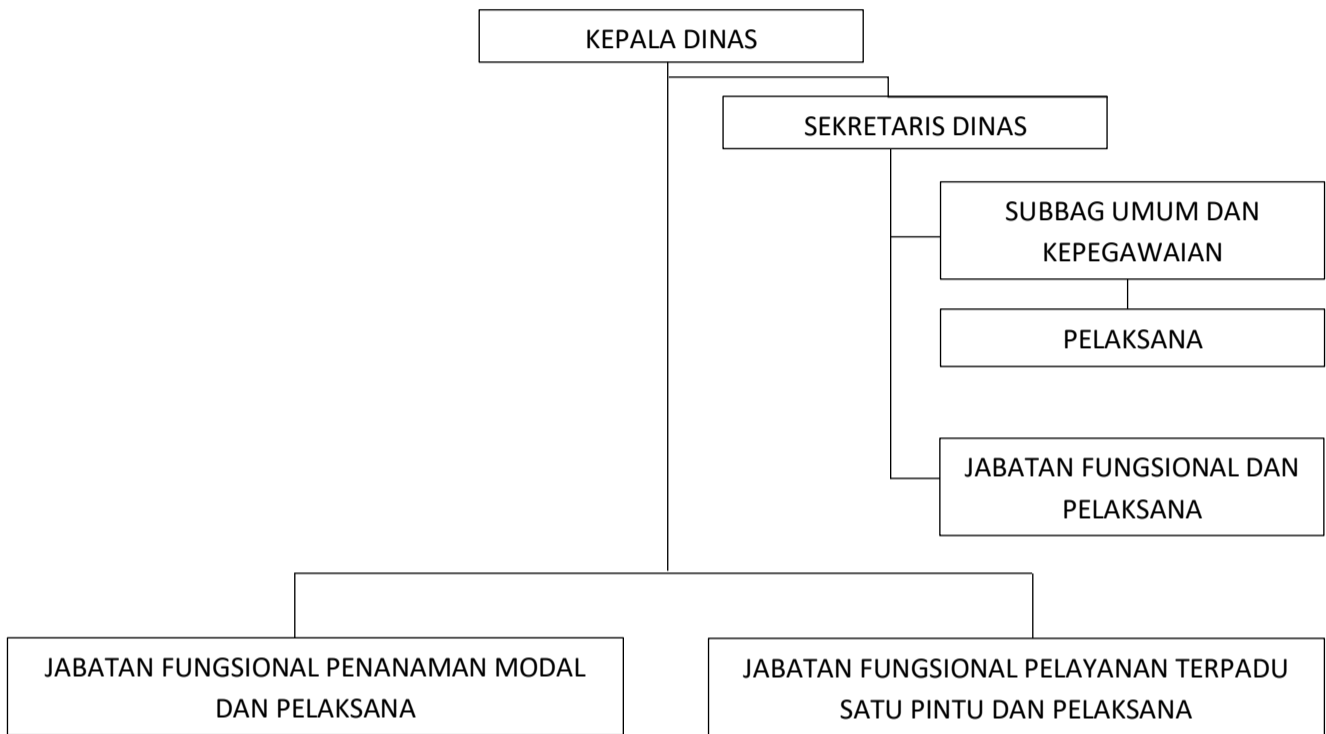 KEPALA DINAS
SEKRETARIS DINAS
SUBBAG UMUM DAN
KEPEGAWAIAN
PELAKSANA
JABATAN FUNGSIONAL DAN
PELAKSANA
JABATAN FUNGSIONAL PENANAMAN MODAL
DAN PELAKSANA
JABATAN FUNGSIONAL PELAYANAN TERPADU
SATU PINTU DAN PELAKSANA